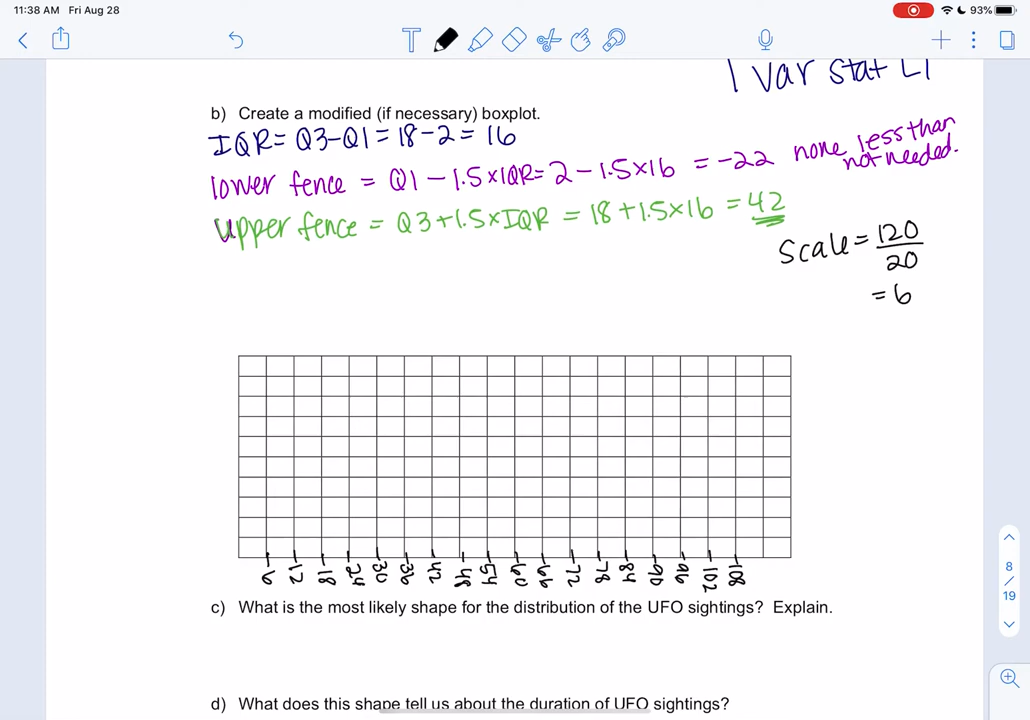 11:38 AM Fri Aug 28
93%
T
1 Var Stat L1
b) Create a modified (if necessary) boxplot.
IQR = Q3-Q1 = 18-2 = 16
lower fence = Q1 - 1.5×IQR = 2 - 1.5×16 = -22 none less than
not needed.
Upper fence = Q3+1.5×IQR = 18+1.5×16 = 42
Scale = 120
20
= 6
6 12 18 24 30 36 42 48 54 60 66 72 78 84 90 96 102 108
c) What is the most likely shape for the distribution of the UFO sightings? Explain.
d) What does this shape tell us about the duration of UFO sightings?
8
/
19